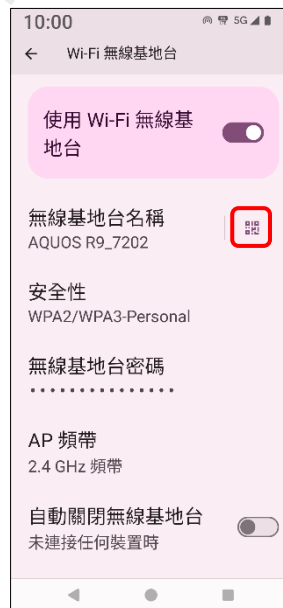 10:00 5G
Wi-Fi 無線基地台
使用 Wi-Fi 無線基
地台
無線基地台名稱
AQUOS R9_7202
安全性
WPA2/WPA3-Personal
無線基地台密碼
•••••••••••••••
AP 頻帶
2.4 GHz 頻帶
自動關閉無線基地台
未連接任何裝置時